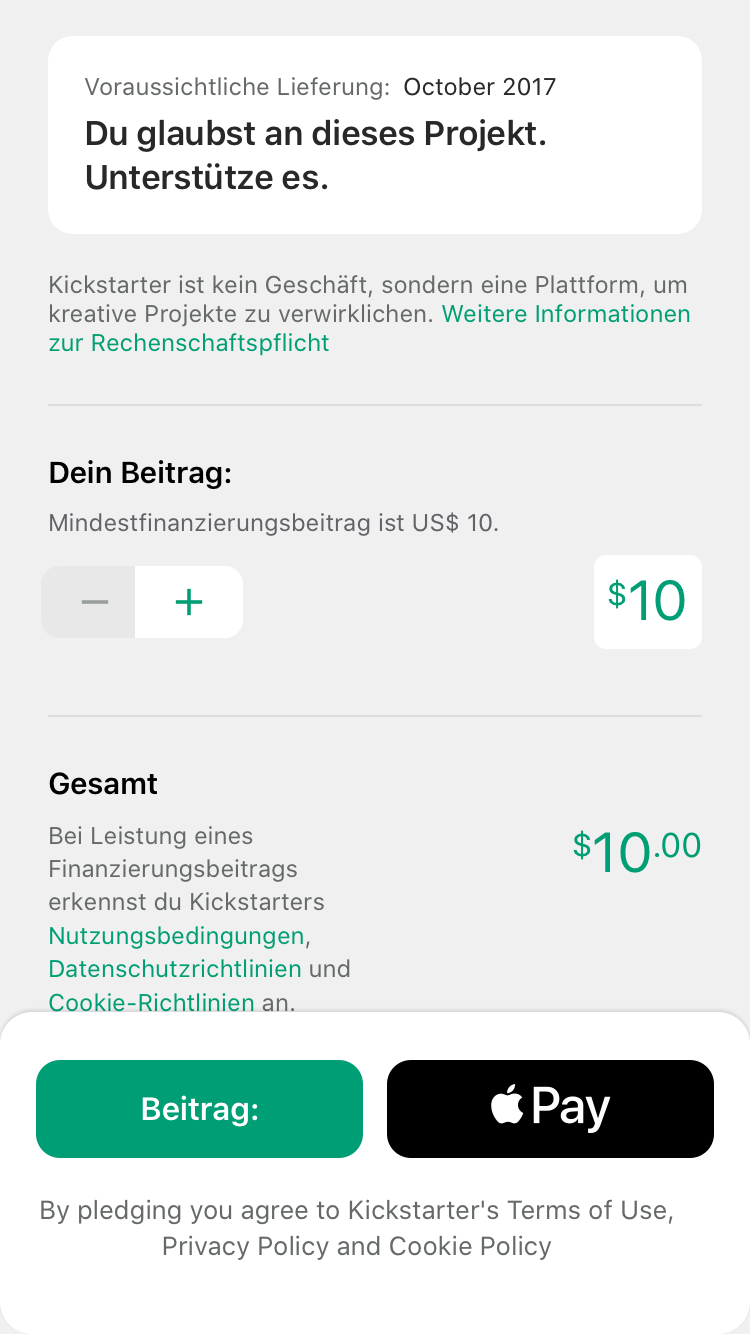 Voraussichtliche Lieferung: October 2017
Du glaubst an dieses Projekt.
Unterstütze es.
Kickstarter ist kein Geschäft, sondern eine Plattform, um
kreative Projekte zu verwirklichen. Weitere Informationen
zur Rechenschaftspflicht
Dein Beitrag:
Mindestfinanzierungsbeitrag ist US$ 10.
− +
$10
Gesamt
$10.00
Bei Leistung eines
Finanzierungsbeitrags
erkennst du Kickstarters
Nutzungsbedingungen,
Datenschutzrichtlinien und
Cookie-Richtlinien an.
Beitrag:
Pay
By pledging you agree to Kickstarter's Terms of Use,
Privacy Policy and Cookie Policy